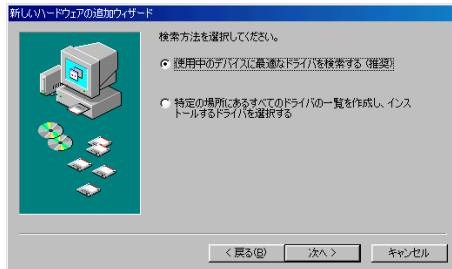 新しいハードウェアの追加ウィザード
検索方法を選択してください。
使用中のデバイスに最適なドライバを検索する (推奨)
特定の場所にあるすべてのドライバの一覧を作成し、インス
トールするドライバを選択する
< 戻る(B)
次へ >
キャンセル